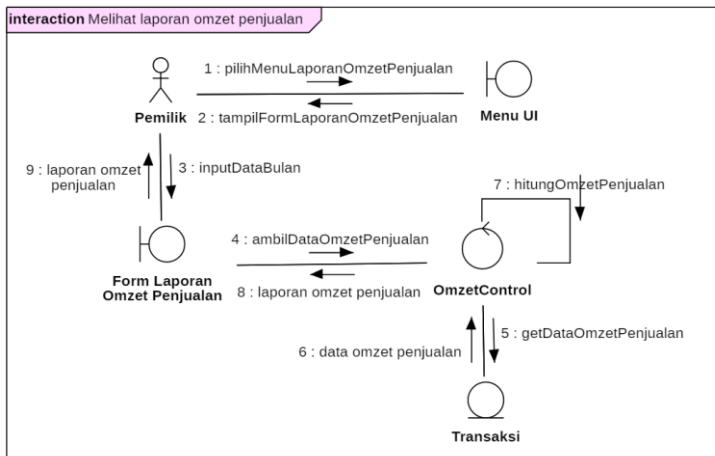 interaction Melihat laporan omzet penjualan
1 : pilihMenuLaporanOmzetPenjualan
Pemilik
2 : tampilFormLaporanOmzetPenjualan
Menu UI
9 : laporan omzet
penjualan
3 : inputDataBulan
7 : hitungOmzetPenjualan
4 : ambilDataOmzetPenjualan
Form Laporan
Omzet Penjualan
8 : laporan omzet penjualan
OmzetControl
5 : getDataOmzetPenjualan
6 : data omzet penjualan
Transaksi